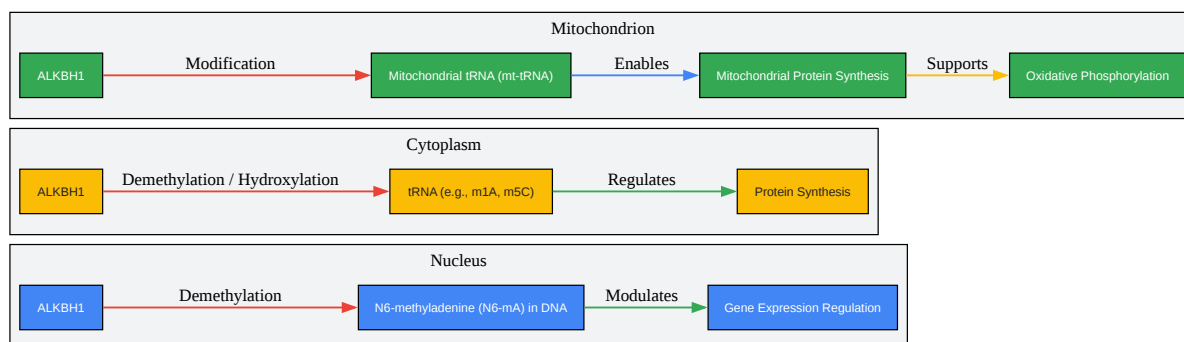 Mitochondrion
ALKBH1
Modification
Mitochondrial tRNA (mt-tRNA)
Enables
Mitochondrial Protein Synthesis
Supports
Oxidative Phosphorylation
Cytoplasm
ALKBH1
Demethylation / Hydroxylation
tRNA (e.g., m1A, m5C)
Regulates
Protein Synthesis
Nucleus
ALKBH1
Demethylation
N6-methyladenine (N6-mA) in DNA
Modulates
Gene Expression Regulation